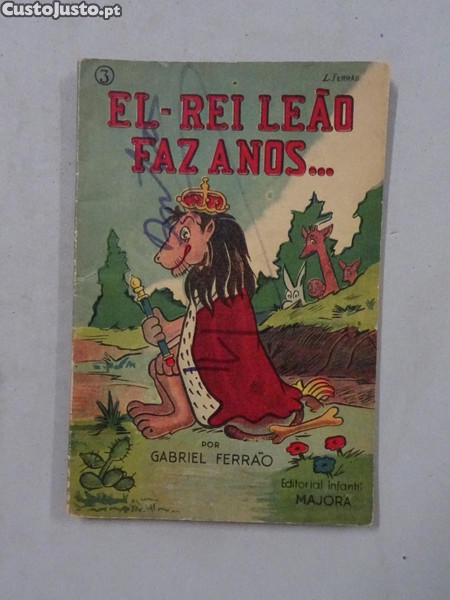 CustoJusto.pt
3
L. FERRÃO
EL-REI LEÃO
FAZ ANOS...
POR
GABRIEL FERRÃO
Editorial infantil
MAJORA